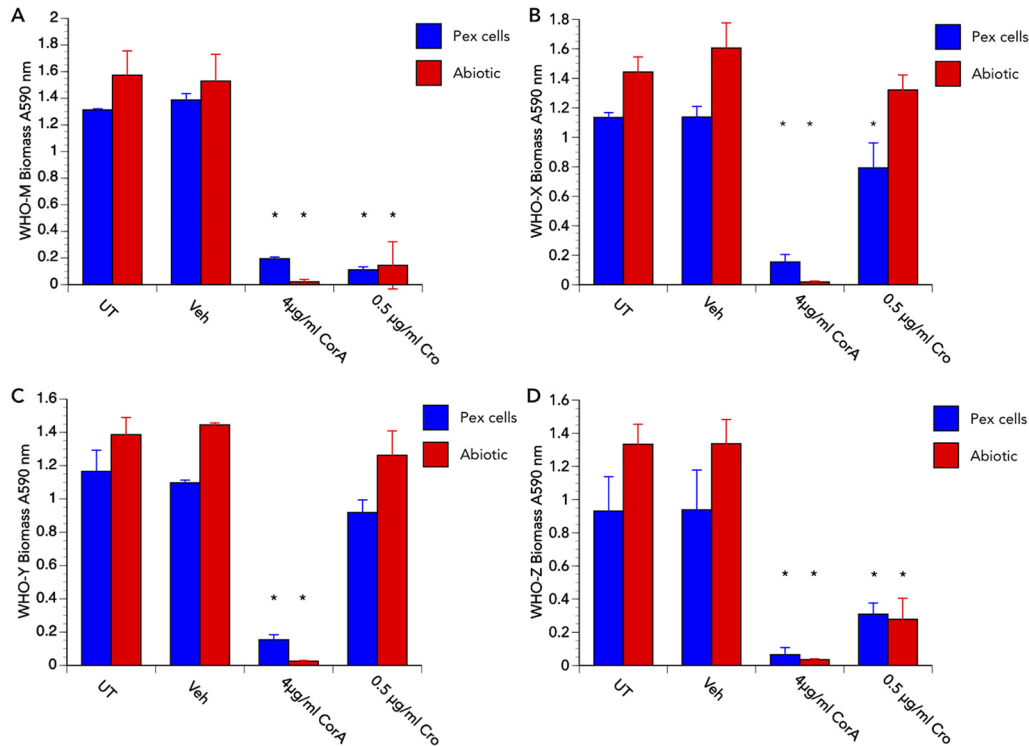 A
WHO-M Biomass A590 nm
2
1.8
1.6
1.4
1.2
1
0.8
0.6
0.4
0.2
0
* * * *
UT
Veh
4µg/ml CorA
0.5 µg/ml Cro
Pex cells
Abiotic
B
WHO-X Biomass A590 nm
1.8
1.6
1.4
1.2
1
0.8
0.6
0.4
0.2
0
* * *
UT
Veh
4µg/ml CorA
0.5 µg/ml Cro
Pex cells
Abiotic
C
WHO-Y Biomass A590 nm
1.6
1.4
1.2
1
0.8
0.6
0.4
0.2
0
* *
UT
Veh
4µg/ml CorA
0.5 µg/ml Cro
Pex cells
Abiotic
D
WHO-Z Biomass A590 nm
1.6
1.4
1.2
1
0.8
0.6
0.4
0.2
0
* * * *
UT
Veh
4µg/ml CorA
0.5 µg/ml Cro
Pex cells
Abiotic